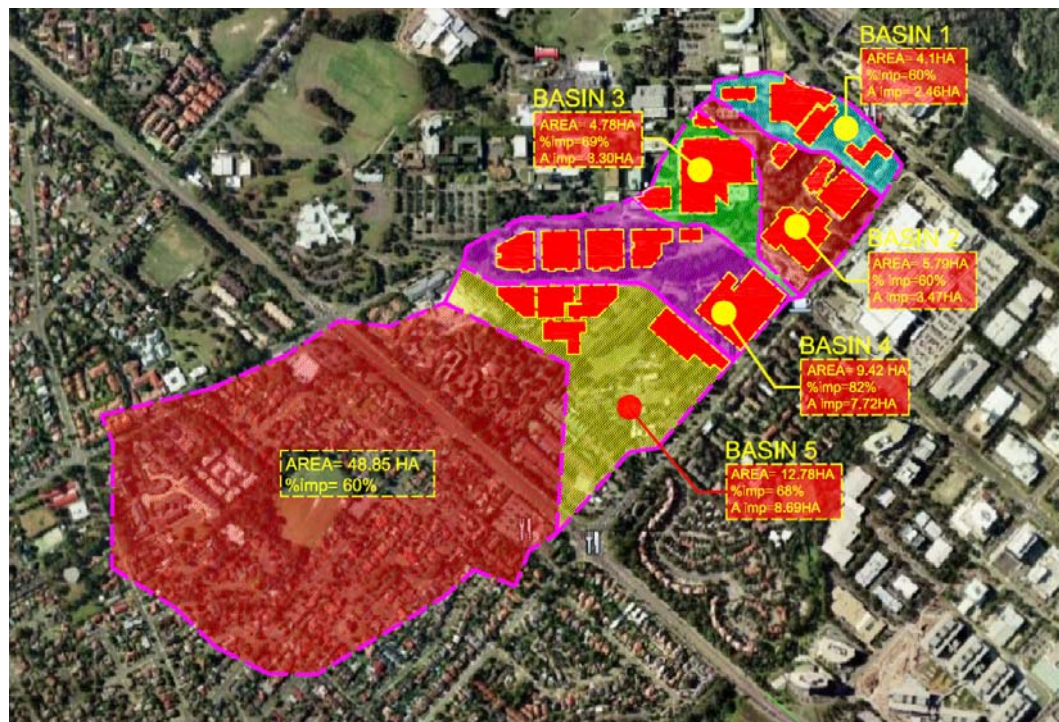 BASIN 1
AREA= 4.1HA
%imp=60%
A imp= 2.46HA
BASIN 3
AREA= 4.78HA
%imp=69%
A imp= 3.30HA
BASIN 2
AREA= 5.79HA
% imp=60%
A imp=3.47HA
BASIN 4
AREA= 9.42 HA
%imp=82%
A imp=7.72HA
AREA= 48.85 HA
%imp= 60%
BASIN 5
AREA= 12.78HA
%imp= 68%
A imp=8.69HA